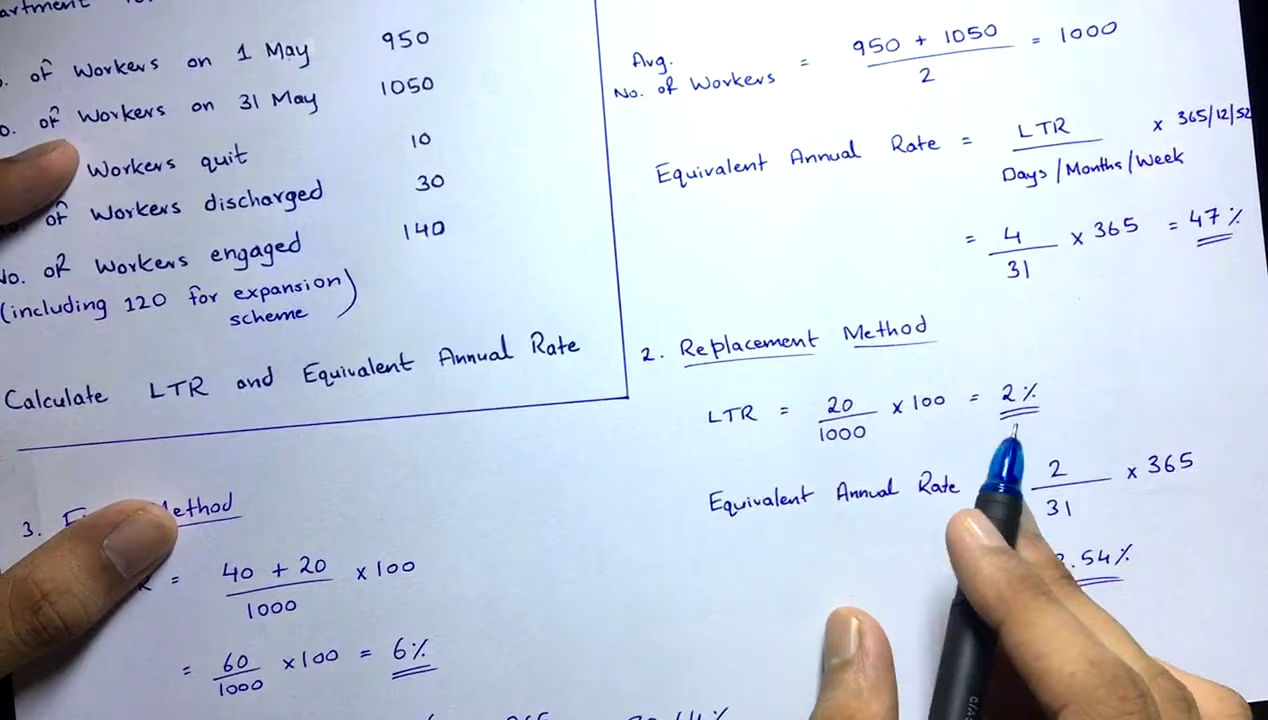 of Workers on 1 May 950
of Workers on 31 May 1050
Workers quit 10
of Workers discharged 30
No. of Workers engaged 140
(including 120 for expansion scheme)
Calculate LTR and Equivalent Annual Rate
3. Method
= 40 + 20 / 1000 x 100
= 60 / 1000 x 100 = 6%
Avg. No. of Workers = 950 + 1050 / 2 = 1000
Equivalent Annual Rate = LTR / Days / Months / Week x 365/12/52
= 4 / 31 x 365 = 47%
2. Replacement Method
LTR = 20 / 1000 x 100 = 2%
Equivalent Annual Rate 2 / 31 x 365
.54%